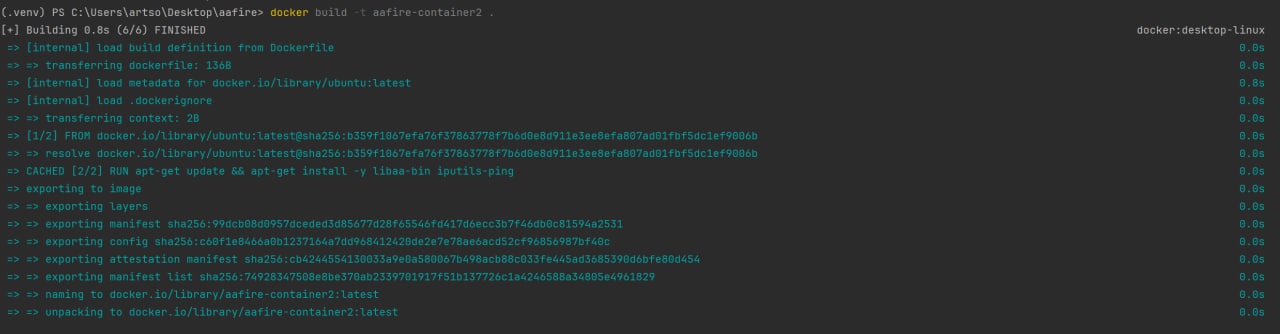 (.venv) PS C:\Users\artso\Desktop\aafire> docker build -t aafire-container2 .
[+] Building 0.8s (6/6) FINISHED docker:desktop-linux
=> [internal] load build definition from Dockerfile 0.0s
=> => transferring dockerfile: 136B 0.0s
=> [internal] load metadata for docker.io/library/ubuntu:latest 0.8s
=> [internal] load .dockerignore 0.0s
=> => transferring context: 2B 0.0s
=> [1/2] FROM docker.io/library/ubuntu:latest@sha256:b359f1067efa76f37863778f7b6d0e8d911e3ee8efa807ad01fbf5dc1ef9006b 0.0s
=> => resolve docker.io/library/ubuntu:latest@sha256:b359f1067efa76f37863778f7b6d0e8d911e3ee8efa807ad01fbf5dc1ef9006b 0.0s
=> CACHED [2/2] RUN apt-get update && apt-get install -y libaa-bin iputils-ping 0.0s
=> exporting to image 0.0s
=> => exporting layers 0.0s
=> => exporting manifest sha256:99dcb08d0957dceded3d85677d28f65546fd417d6ecc3b7f46db0c81594a2531 0.0s
=> => exporting config sha256:c60f1e8466a0b1237164a7dd968412420de2e7e78ae6acd52cf96856987bf40c 0.0s
=> => exporting attestation manifest sha256:cb4244554130033a9e0a580067b498acb88c033fe445ad3685390d6bfe80d454 0.0s
=> => exporting manifest list sha256:74928347508e8be370ab2339701917f51b137726c1a4246588a34805e4961829 0.0s
=> => naming to docker.io/library/aafire-container2:latest 0.0s
=> => unpacking to docker.io/library/aafire-container2:latest 0.0s